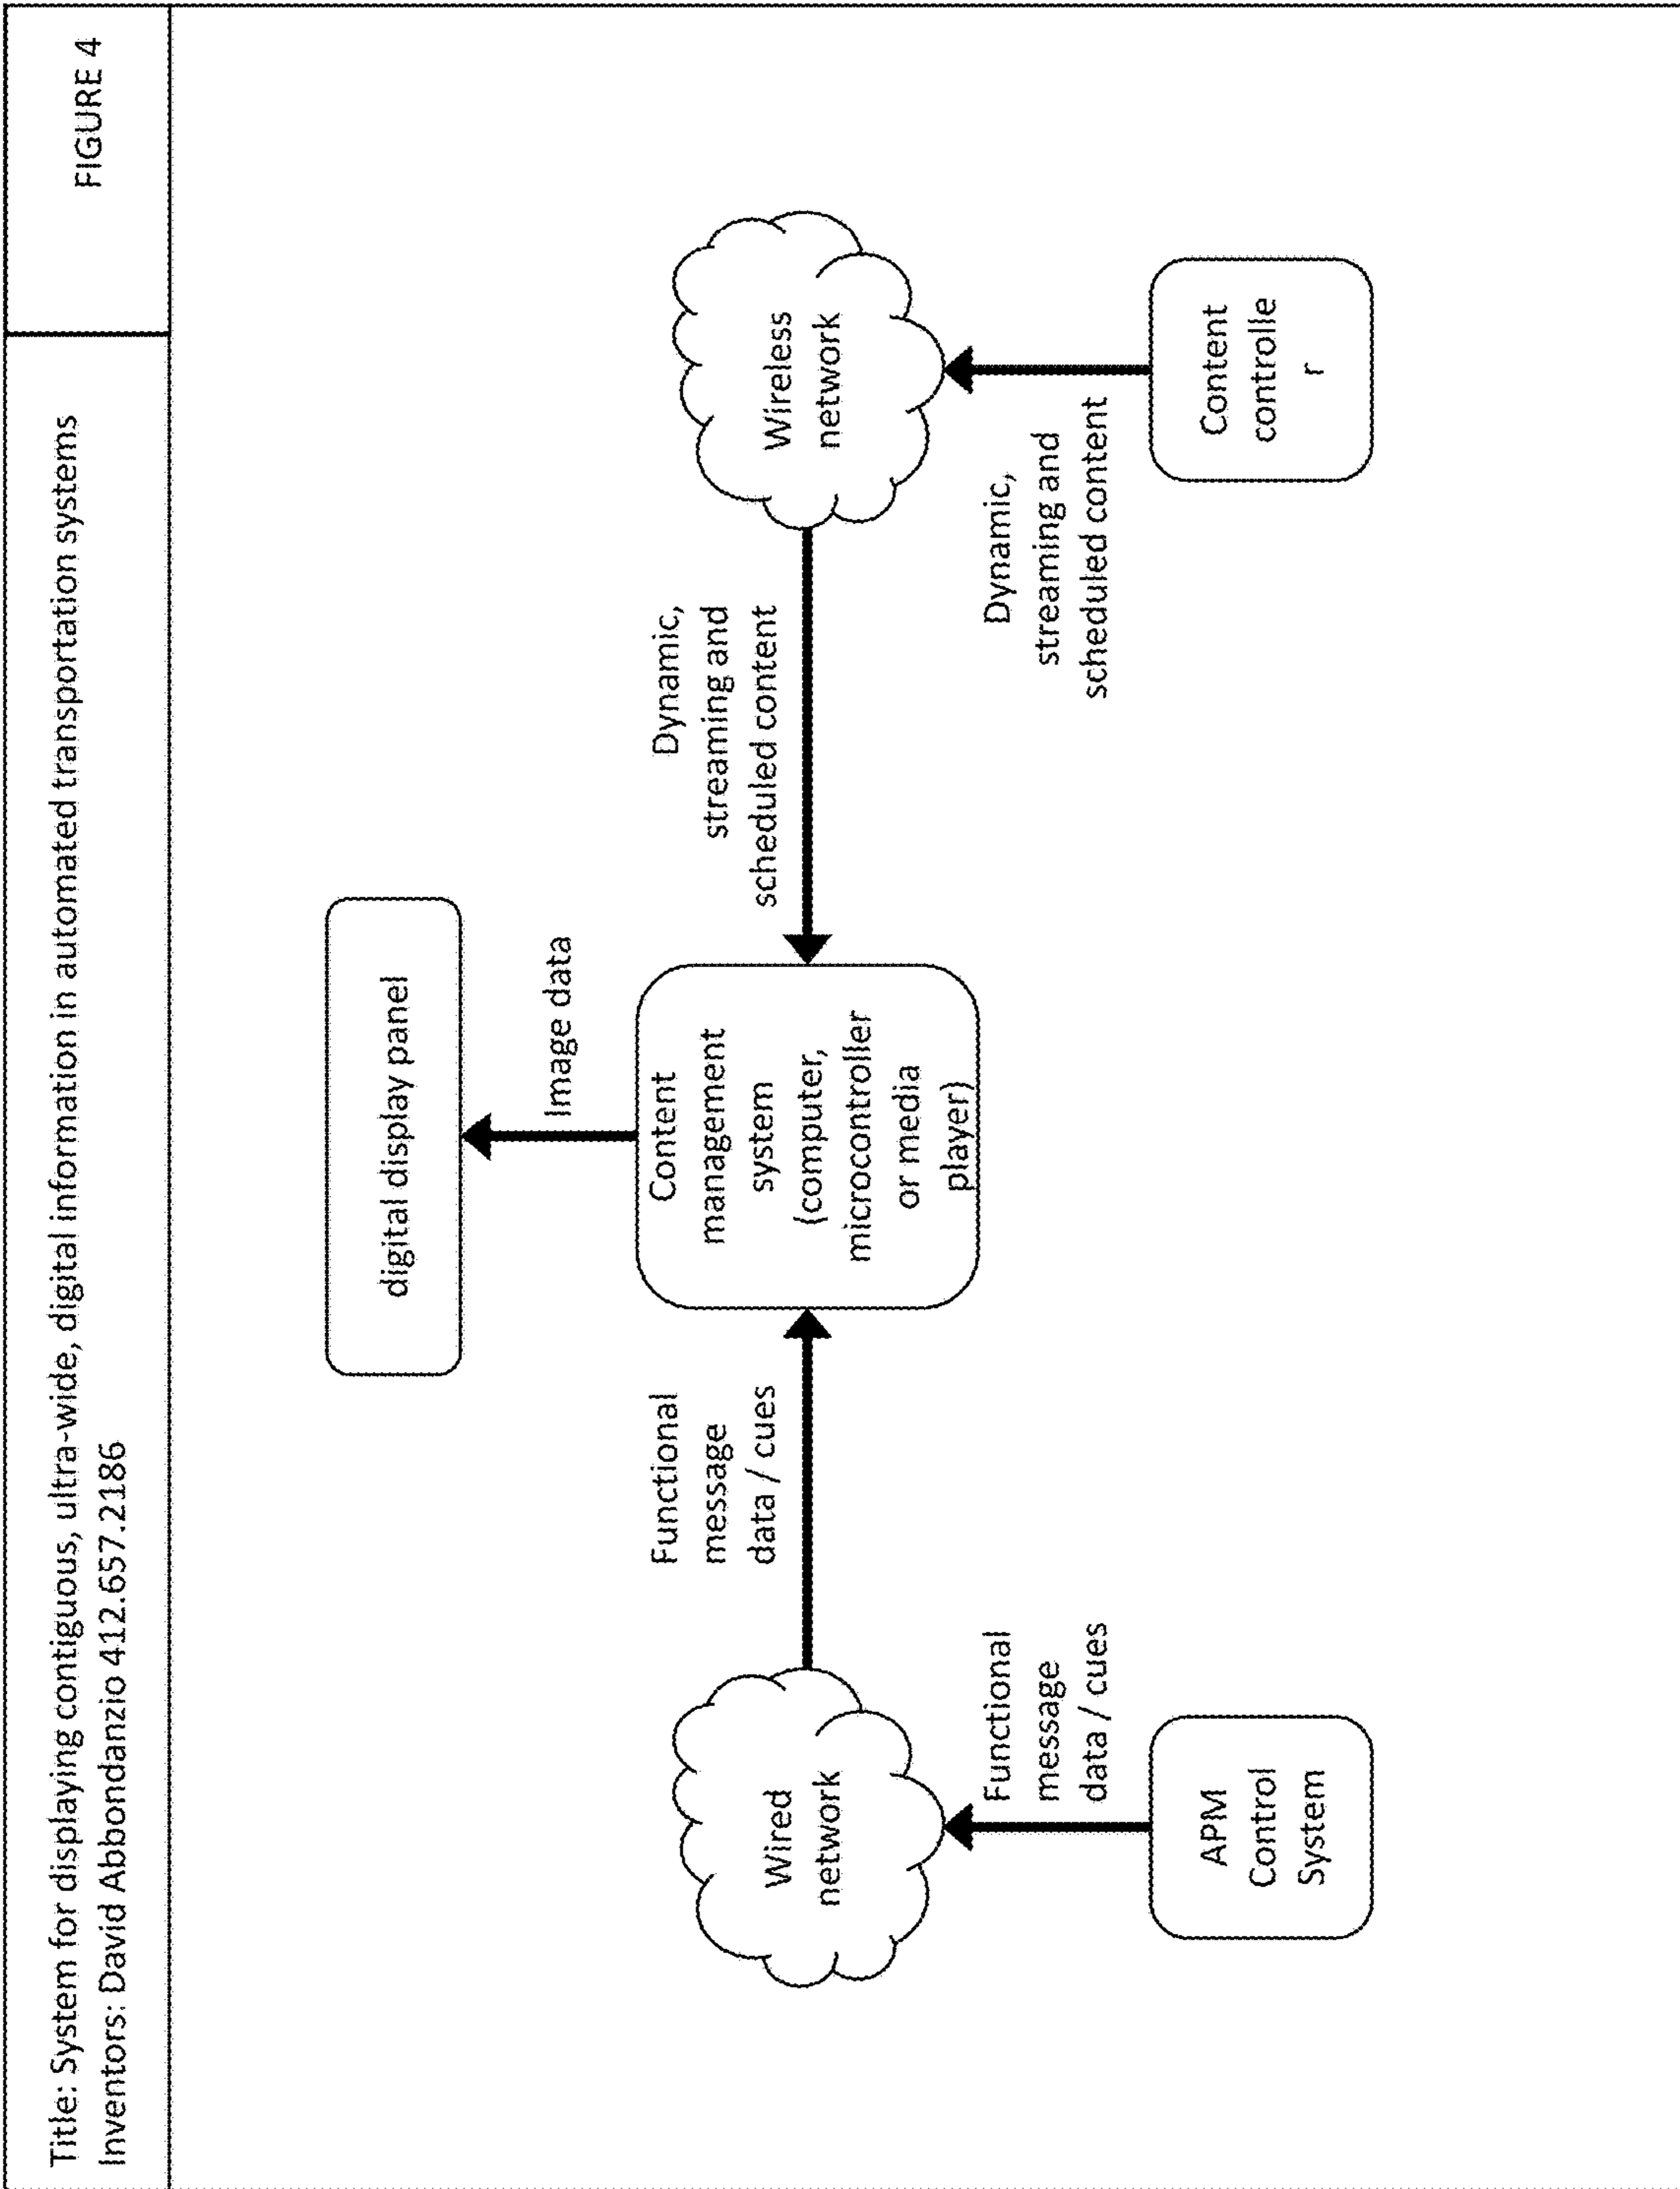 Title: System for displaying contiguous, ultra-wide, digital information in automated transportation systems
Inventors: David Abbondanzio 412.657.2186
FIGURE 4
digital display panel
Image data
Functional
message
data / cues
Content
management
system
(computer,
microcontroller
or media
player)
Dynamic,
streaming and
scheduled content
Wired
network
Wireless
network
Functional
message
data / cues
Dynamic,
streaming and
scheduled content
APM
Control
System
Content
controlle
r